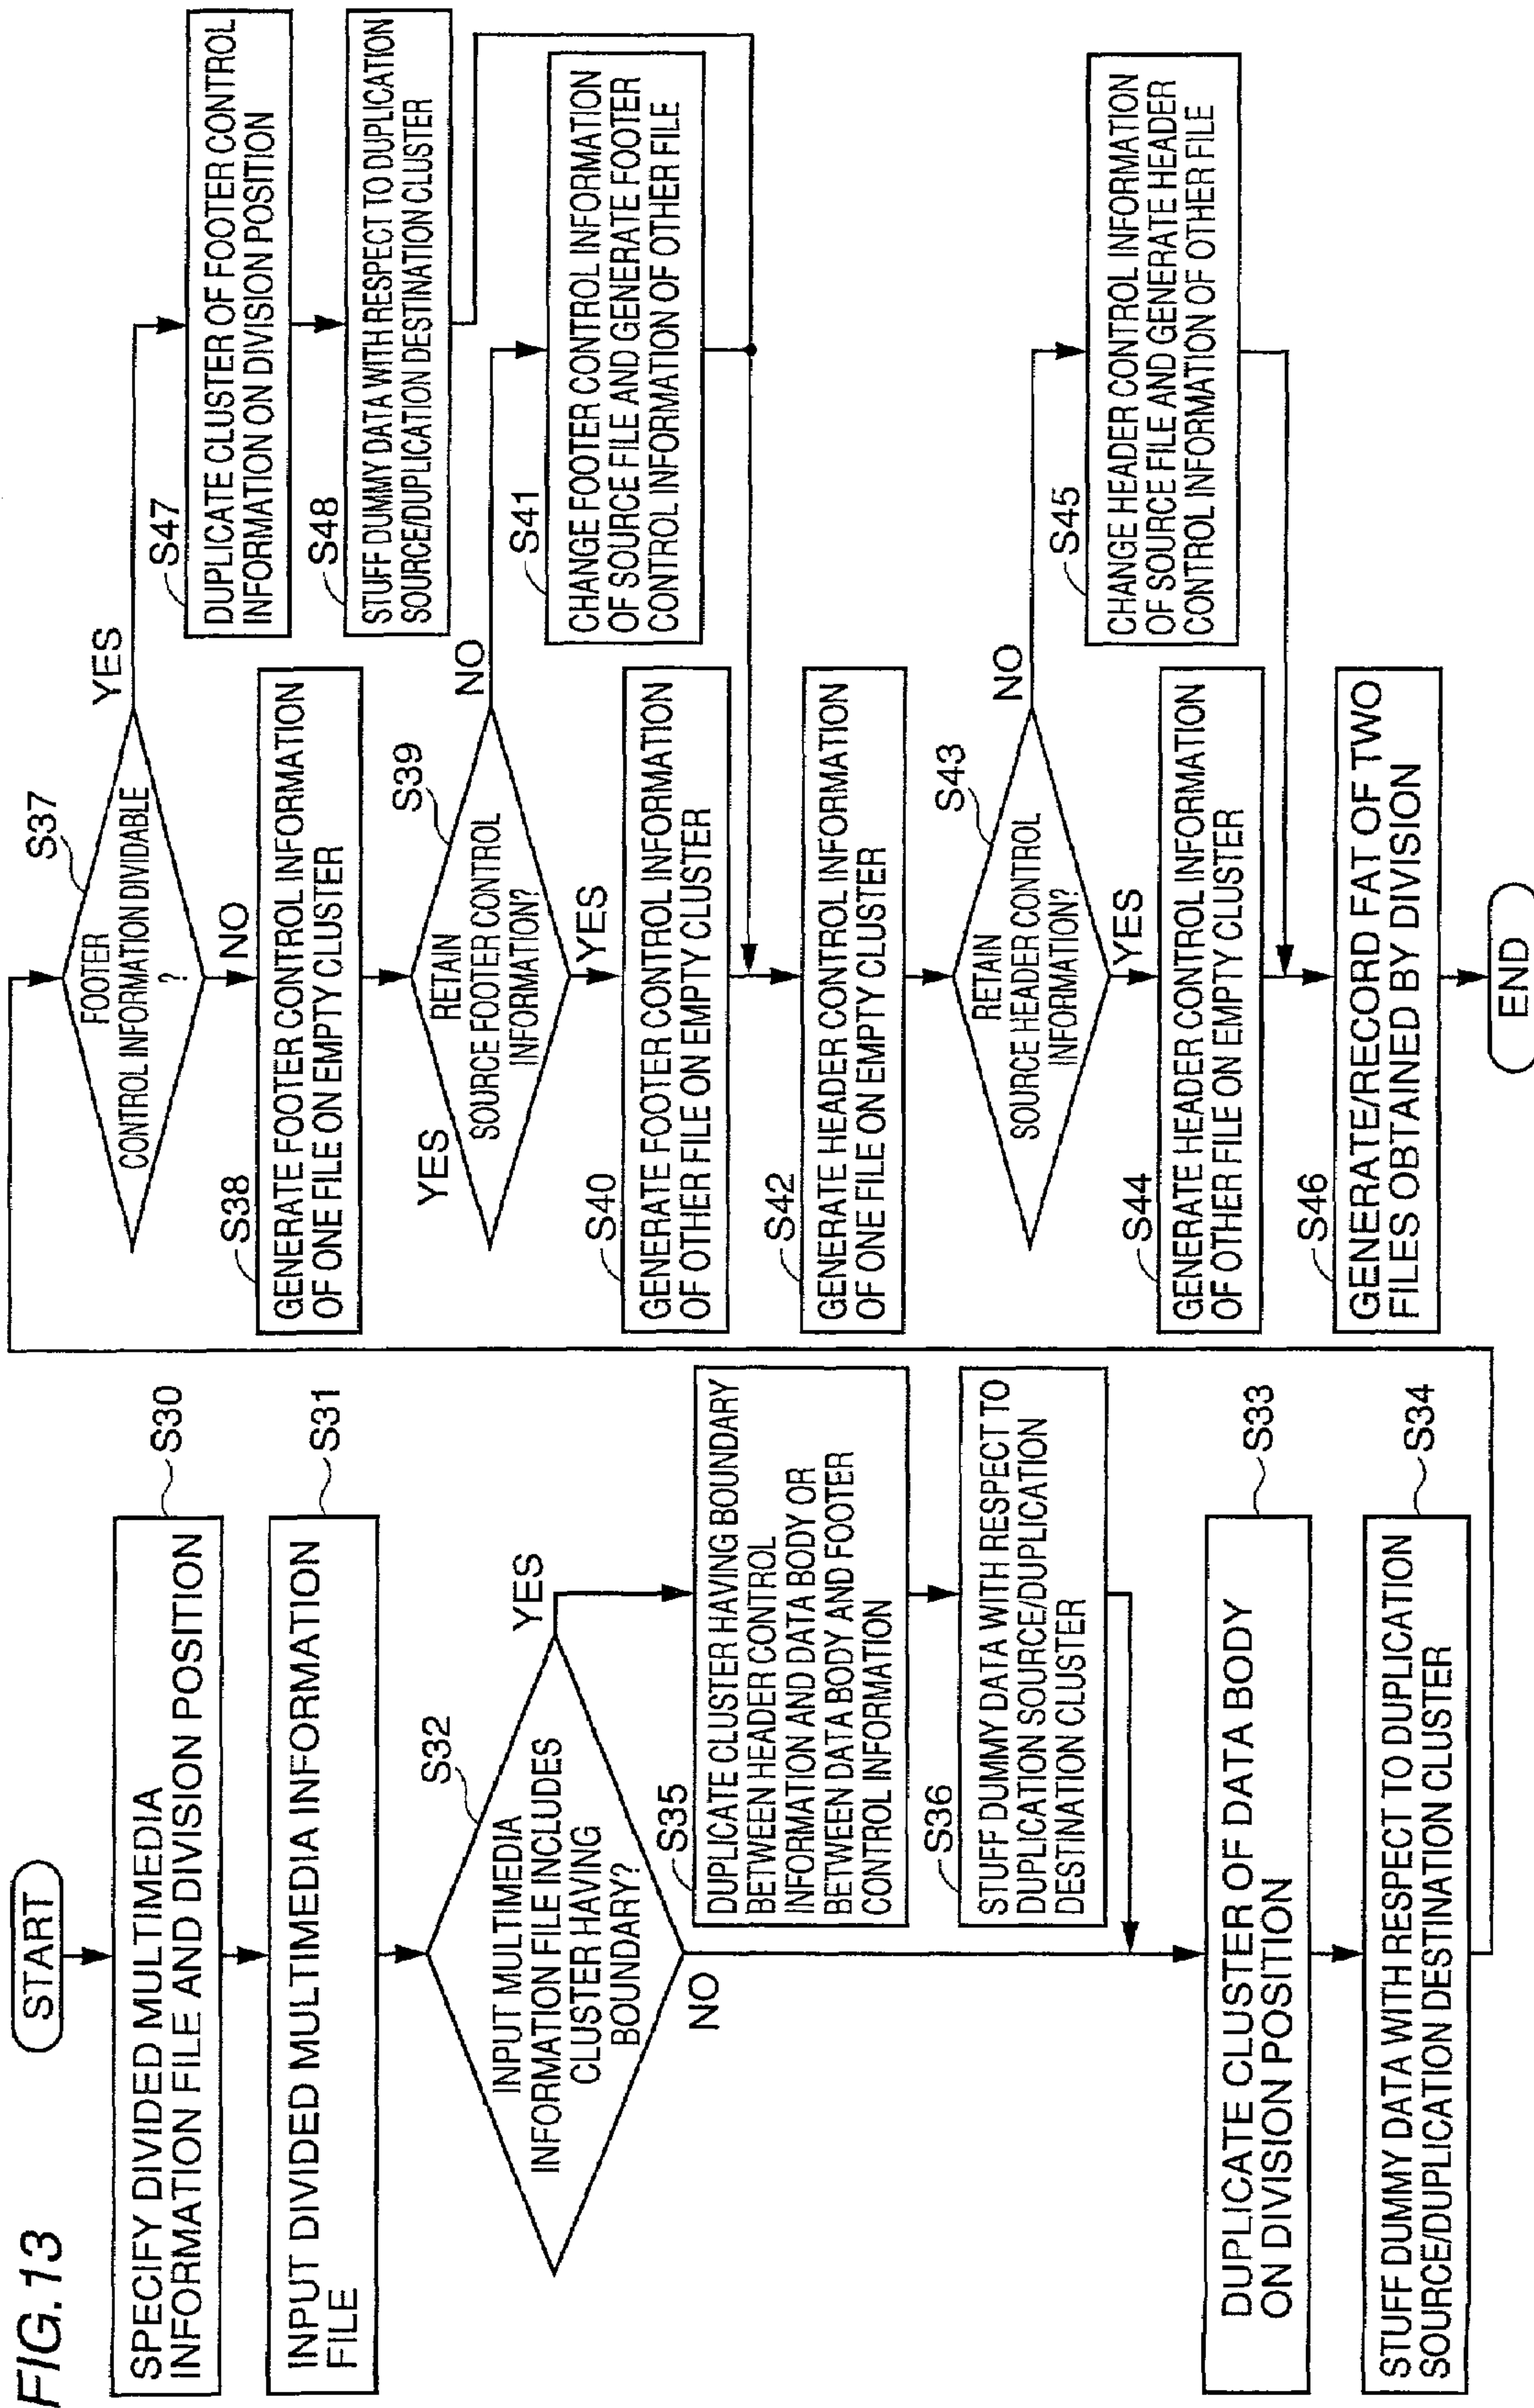 FIG. 13
START
S30
SPECIFY DIVIDED MULTIMEDIA
INFORMATION FILE AND DIVISION POSITION
S31
INPUT DIVIDED MULTIMEDIA INFORMATION
FILE
S32
INPUT MULTIMEDIA
INFORMATION FILE INCLUDES
CLUSTER HAVING
BOUNDARY?
YES
NO
S35
DUPLICATE CLUSTER HAVING BOUNDARY
BETWEEN HEADER CONTROL
INFORMATION AND DATA BODY OR
BETWEEN DATA BODY AND FOOTER
CONTROL INFORMATION
S36
STUFF DUMMY DATA WITH RESPECT TO
DUPLICATION SOURCE/DUPLICATION
DESTINATION CLUSTER
S33
DUPLICATE CLUSTER OF DATA BODY
ON DIVISION POSITION
S34
STUFF DUMMY DATA WITH RESPECT TO DUPLICATION
SOURCE/DUPLICATION DESTINATION CLUSTER
S37
FOOTER
CONTROL INFORMATION DIVIDABLE
?
YES
NO
S47
DUPLICATE CLUSTER OF FOOTER CONTROL
INFORMATION ON DIVISION POSITION
S48
STUFF DUMMY DATA WITH RESPECT TO DUPLICATION
SOURCE/DUPLICATION DESTINATION CLUSTER
S38
GENERATE FOOTER CONTROL INFORMATION
OF ONE FILE ON EMPTY CLUSTER
S39
RETAIN
SOURCE FOOTER CONTROL
INFORMATION?
YES
NO
YES
S41
CHANGE FOOTER CONTROL INFORMATION
OF SOURCE FILE AND GENERATE FOOTER
CONTROL INFORMATION OF OTHER FILE
S40
GENERATE FOOTER CONTROL INFORMATION
OF OTHER FILE ON EMPTY CLUSTER
S42
GENERATE HEADER CONTROL INFORMATION
OF ONE FILE ON EMPTY CLUSTER
S43
RETAIN
SOURCE HEADER CONTROL
INFORMATION?
NO
YES
S45
CHANGE HEADER CONTROL INFORMATION
OF SOURCE FILE AND GENERATE HEADER
CONTROL INFORMATION OF OTHER FILE
S44
GENERATE HEADER CONTROL INFORMATION
OF OTHER FILE ON EMPTY CLUSTER
S46
GENERATE/RECORD FAT OF TWO
FILES OBTAINED BY DIVISION
END